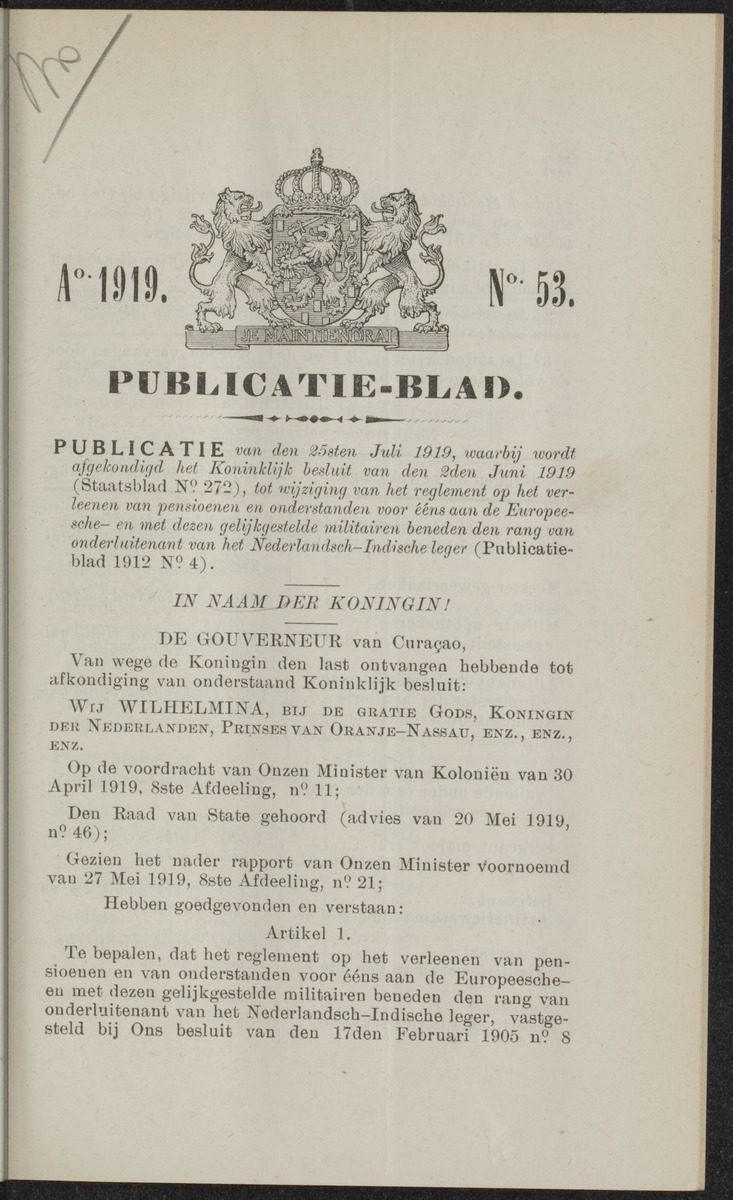 Aº. 1919.
Nº. 53.
JE MAINTIENDRAI
PUBLICATIE-BLAD.
PUBLICATIE van den 25sten Juli 1919, waarbij wordt
afgekondigd het Koninklijk besluit van den 2den Juni 1919
(Staatsblad Nº 272), tot wijziging van het reglement op het ver-
leenen van pensioenen en onderstanden voor ééns aan de Europee-
sche- en met dezen gelijkgestelde militairen beneden den rang van
onderluitenant van het Nederlandsch-Indische leger (Publicatie-
blad 1912 Nº 4).
IN NAAM DER KONINGIN!
DE GOUVERNEUR van Curaçao,
Van wege de Koningin den last ontvangen hebbende tot
afkondiging van onderstaand Koninklijk besluit:
Wij WILHELMINA, bij de gratie Gods, Koningin
der Nederlanden, Prinses van Oranje-Nassau, enz., enz.,
enz.
Op de voordracht van Onzen Minister van Koloniën van 30
April 1919, 8ste Afdeeling, nº 11;
Den Raad van State gehoord (advies van 20 Mei 1919,
nº 46);
Gezien het nader rapport van Onzen Minister voornoemd
van 27 Mei 1919, 8ste Afdeeling, nº 21;
Hebben goedgevonden en verstaan:
Artikel 1.
Te bepalen, dat het reglement op het verleenen van pen-
sioenen en van onderstanden voor ééns aan de Europeesche-
en met dezen gelijkgestelde militairen beneden den rang van
onderluitenant van het Nederlandsch-Indische leger, vastge-
steld bij Ons besluit van den 17den Februari 1905 nº 8